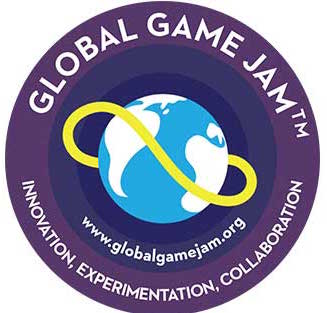 GLOBAL GAME JAM™
www.globalgamejam.org
INNOVATION, EXPERIMENTATION, COLLABORATION